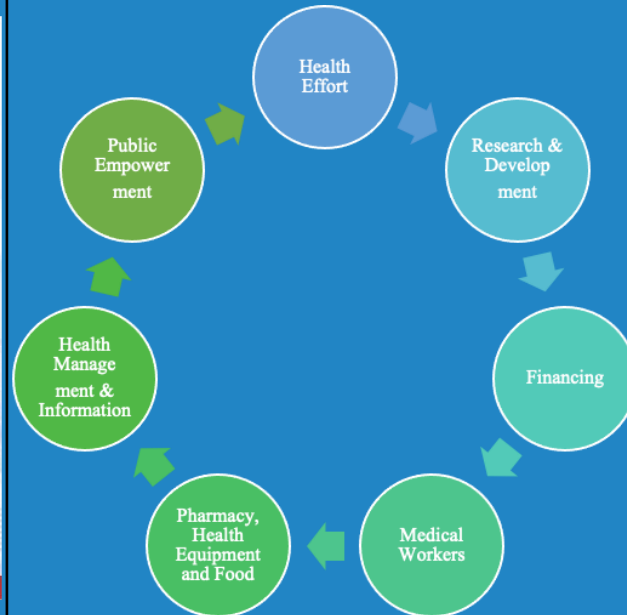 Health
Effort
Research &
Develop
ment
Financing
Medical
Workers
Pharmacy,
Health
Equipment
and Food
Health
Manage
ment &
Information
Public
Empower
ment